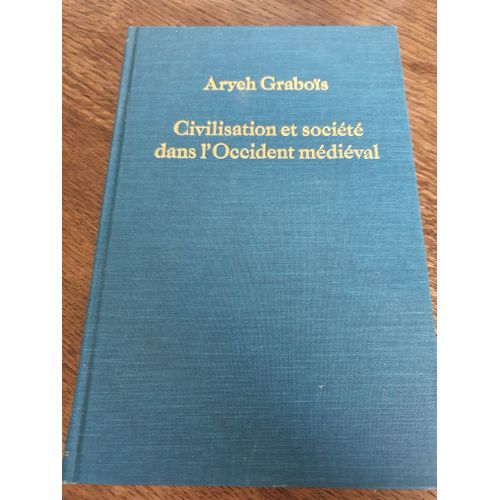 Aryeh Graboïs
Civilisation et société
dans l'Occident médiéval